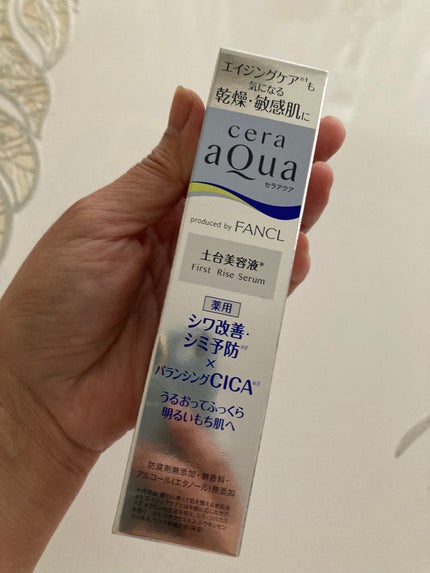 エイジングケア※1も
気になる
乾燥・敏感肌に
cera
aQua
セラアクア
produced by FANCL
土台美容液*
First Rise Serum
薬用
シワ改善・
シミ予防※2
×
バランシングCICA※3
うるおってふっくら
明るいもち肌へ
防腐剤無添加・無香料・
アルコール(エタノール)無添加